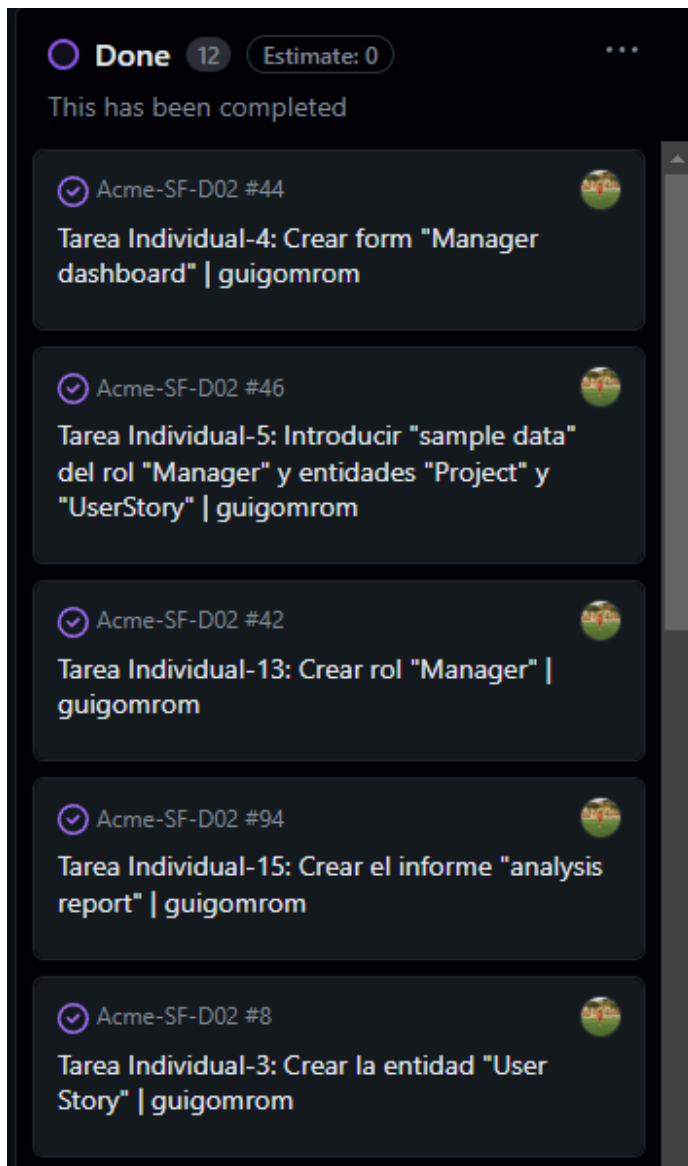 Done 12 Estimate: 0
This has been completed
Acme-SF-D02 #44
Tarea Individual-4: Crear form "Manager
dashboard" | guigomrom
Acme-SF-D02 #46
Tarea Individual-5: Introducir "sample data"
del rol "Manager" y entidades "Project" y
"UserStory" | guigomrom
Acme-SF-D02 #42
Tarea Individual-13: Crear rol "Manager" |
guigomrom
Acme-SF-D02 #94
Tarea Individual-15: Crear el informe "analysis
report" | guigomrom
Acme-SF-D02 #8
Tarea Individual-3: Crear la entidad "User
Story" | guigomrom